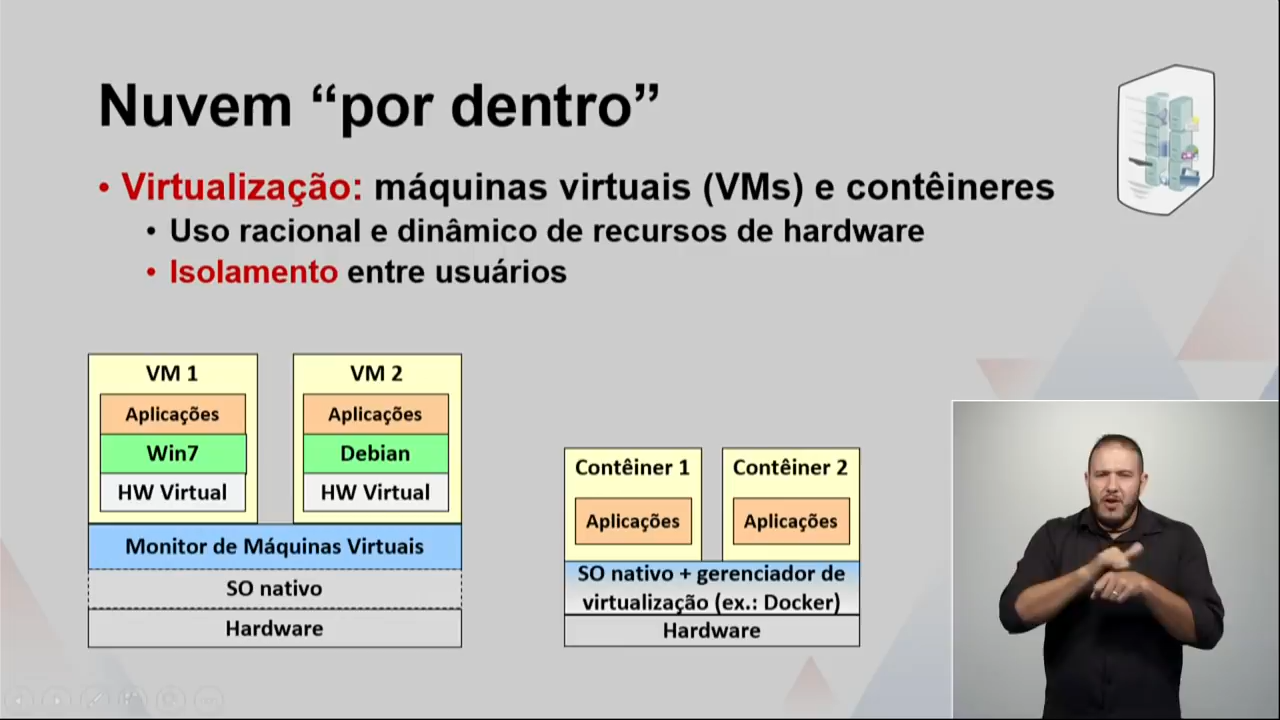 Nuvem “por dentro”
• Virtualização: máquinas virtuais (VMs) e contêineres
• Uso racional e dinâmico de recursos de hardware
• Isolamento entre usuários
VM 1
Aplicações
Win7
HW Virtual
VM 2
Aplicações
Debian
HW Virtual
Monitor de Máquinas Virtuais
SO nativo
Hardware
Contêiner 1
Aplicações
Contêiner 2
Aplicações
SO nativo + gerenciador de
virtualização (ex.: Docker)
Hardware